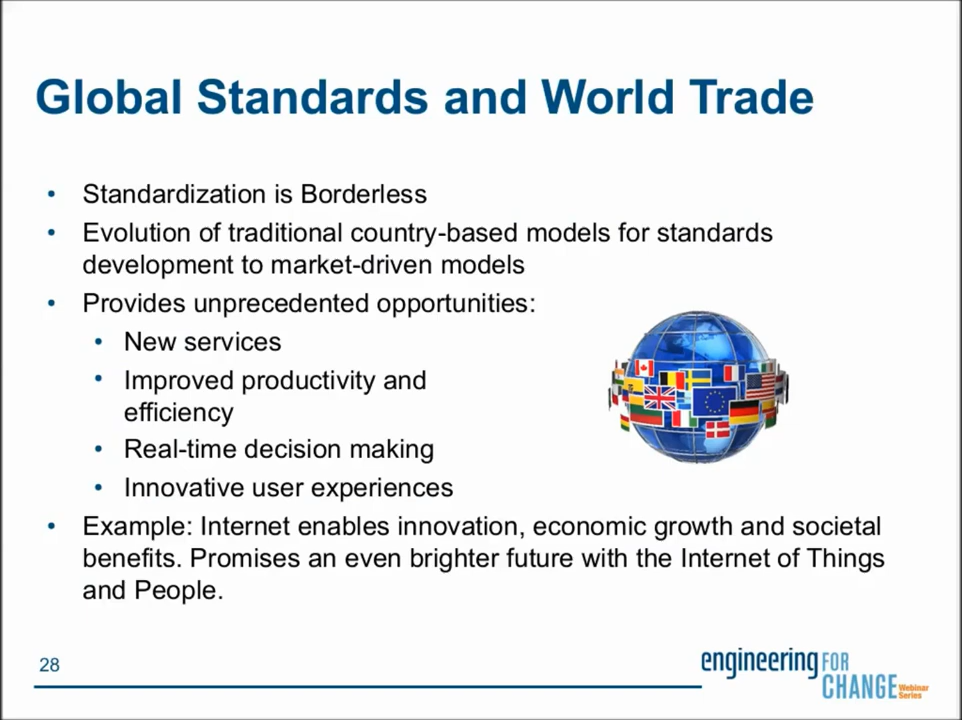 Global Standards and World Trade
• Standardization is Borderless
• Evolution of traditional country-based models for standards
development to market-driven models
• Provides unprecedented opportunities:
• New services
• Improved productivity and
efficiency
• Real-time decision making
• Innovative user experiences
• Example: Internet enables innovation, economic growth and societal
benefits. Promises an even brighter future with the Internet of Things
and People.
28
engineering FOR
CHANGE Webinar
Series